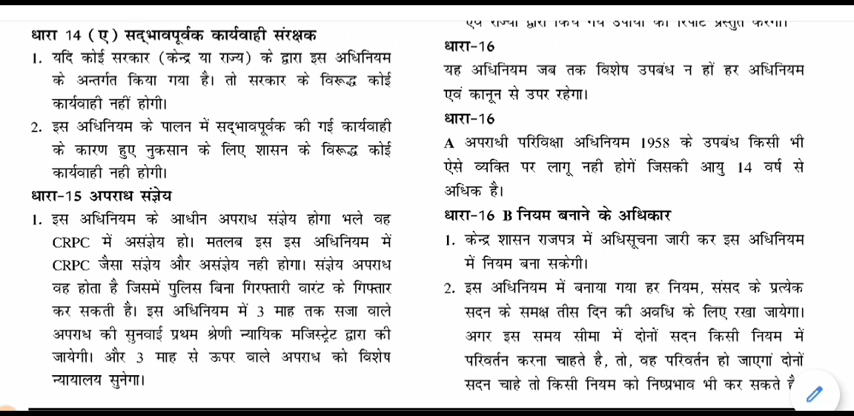 धारा 14 (ए) सद्भावपूर्वक कार्यवाही संरक्षक
1. यदि कोई सरकार (केन्द्र या राज्य) के द्वारा इस अधिनियम
के अन्तर्गत किया गया है। तो सरकार के विरूद्ध कोई
कार्यवाही नहीं होगी।
2. इस अधिनियम के पालन में सद्भावपूर्वक की गई कार्यवाही
के कारण हुए नुकसान के लिए शासन के विरूद्ध कोई
कार्यवाही नही होगी।
धारा-15 अपराध संज्ञेय
1. इस अधिनियम के आधीन अपराध संज्ञेय होगा भले वह
CRPC में असंज्ञेय हो। मतलब इस इस अधिनियम में
CRPC जैसा संज्ञेय और असंज्ञेय नही होगा। संज्ञेय अपराध
वह होता है जिसमें पुलिस बिना गिरफ्तारी वारंट के गिफ्तार
कर सकती है। इस अधिनियम में 3 माह तक सजा वाले
अपराध की सुनवाई प्रथम श्रेणी न्यायिक मजिस्ट्रेट द्वारा की
जायेगी। और 3 माह से ऊपर वाले अपराध को विशेष
न्यायालय सुनेगा।
एवं राज्यों द्वारा किये गये उपायों की रिपोर्ट प्रस्तुत करेगी।
धारा-16
यह अधिनियम जब तक विशेष उपबंध न हों हर अधिनियम
एवं कानून से उपर रहेगा।
धारा-16
A अपराधी परिविक्षा अधिनियम 1958 के उपबंध किसी भी
ऐसे व्यक्ति पर लागू नही होगें जिसकी आयु 14 वर्ष से
अधिक है।
धारा-16 B नियम बनाने के अधिकार
1. केन्द्र शासन राजपत्र में अधिसूचना जारी कर इस अधिनियम
में नियम बना सकेगी।
2. इस अधिनियम में बनाया गया हर नियम, संसद के प्रत्येक
सदन के समक्ष तीस दिन की अवधि के लिए रखा जायेगा।
अगर इस समय सीमा में दोनों सदन किसी नियम में
परिवर्तन करना चाहते है, तो, वह परिवर्तन हो जाएगां दोनों
सदन चाहे तो किसी नियम को निष्प्रभाव भी कर सकते